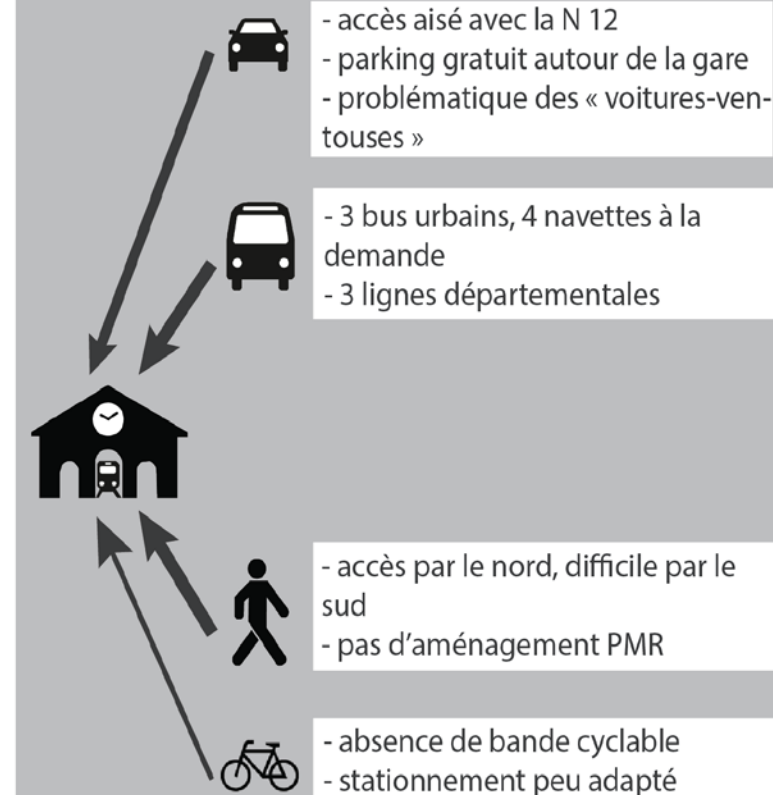 - accès aisé avec la N 12
- parking gratuit autour de la gare
- problématique des « voitures-ven-
touses »
- 3 bus urbains, 4 navettes à la
demande
- 3 lignes départementales
- accès par le nord, difficile par le
sud
- pas d’aménagement PMR
- absence de bande cyclable
- stationnement peu adapté